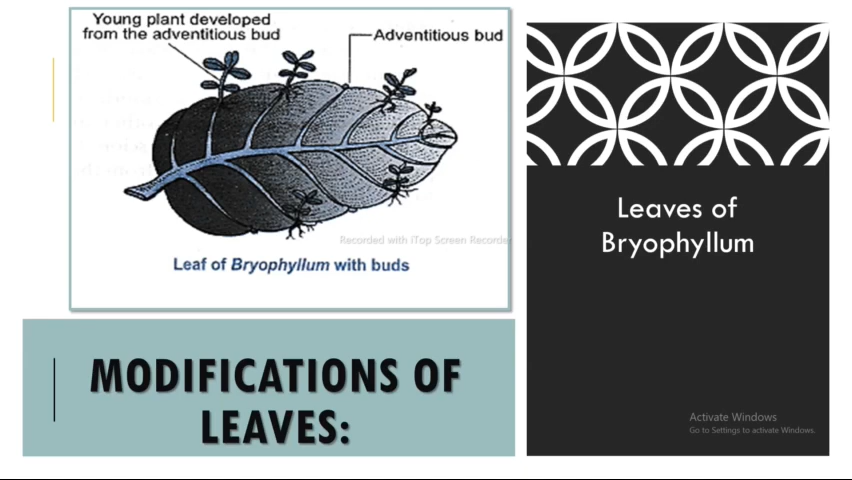 Young plant developed
from the adventitious bud
Adventitious bud
Recorded with iTop Screen Recorder
Leaf of Bryophyllum with buds
MODIFICATIONS OF
LEAVES:
Leaves of
Bryophyllum
Activate Windows
Go to Settings to activate Windows.